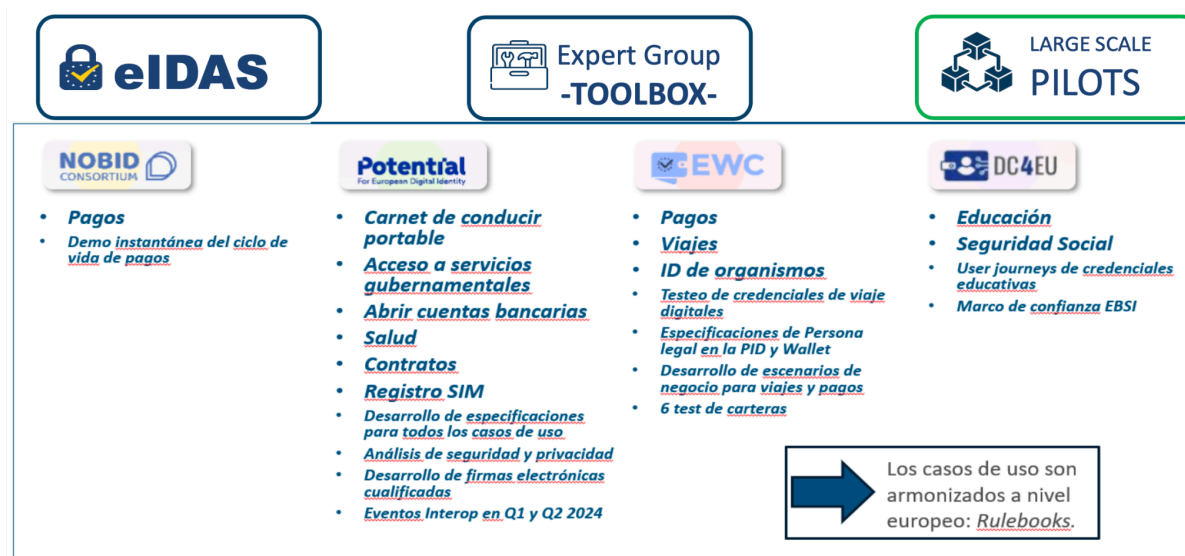 eIDAS
Expert Group
-TOOLBOX-
LARGE SCALE
PILOTS
NOBID
CONSORTIUM
• Pagos
• Demo instantánea del ciclo de
vida de pagos
Potential
For European Digital Identity
• Carnet de conducir
portable
• Acceso a servicios
gubernamentales
• Abrir cuentas bancarias
• Salud
• Contratos
• Registro SIM
• Desarrollo de especificaciones
para todos los casos de uso
• Análisis de seguridad y privacidad
• Desarrollo de firmas electrónicas
cualificadas
• Eventos Interop en Q1 y Q2 2024
EWC
• Pagos
• Viajes
• ID de organismos
• Testeo de credenciales de viaje
digitales
• Especificaciones de Persona
legal en la PID y Wallet
• Desarrollo de escenarios de
negocio para viajes y pagos
• 6 test de carteras
DC4EU
• Educación
• Seguridad Social
• User journeys de credenciales
educativas
• Marco de confianza EBSI
Los casos de uso son
armonizados a nivel
europeo: Rulebooks.